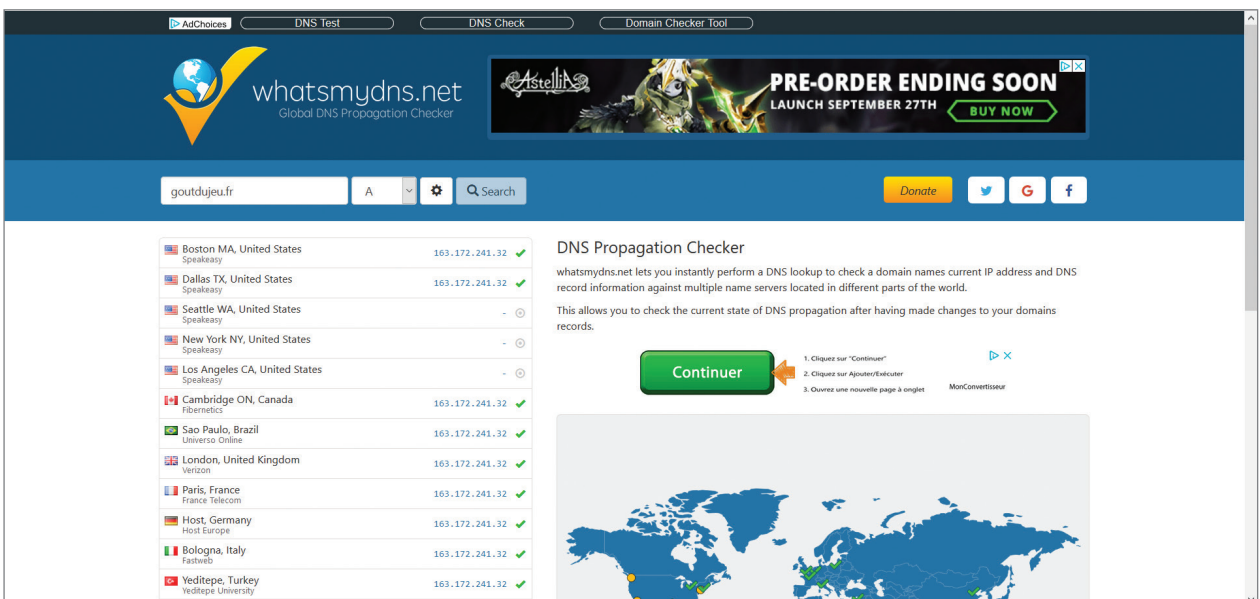 AdChoices
DNS Test
DNS Check
Domain Checker Tool
whatsmydns.net
Global DNS Propagation Checker
Astellia
PRE-ORDER ENDING SOON
LAUNCH SEPTEMBER 27TH
BUY NOW
goutdujeu.fr
A
Search
Donate
Boston MA, United States
Speakeasy
163.172.241.32
Dallas TX, United States
Speakeasy
163.172.241.32
Seattle WA, United States
Speakeasy
-
New York NY, United States
Speakeasy
-
Los Angeles CA, United States
Speakeasy
-
Cambridge ON, Canada
Fibernetics
163.172.241.32
Sao Paulo, Brazil
Universo Online
163.172.241.32
London, United Kingdom
Verizon
163.172.241.32
Paris, France
France Telecom
163.172.241.32
Host, Germany
Host Europe
163.172.241.32
Bologna, Italy
Fastweb
163.172.241.32
Yeditepe, Turkey
Yeditepe University
163.172.241.32
DNS Propagation Checker
whatsmydns.net lets you instantly perform a DNS lookup to check a domain names current IP address and DNS
record information against multiple name servers located in different parts of the world.
This allows you to check the current state of DNS propagation after having made changes to your domains
records.
Continuer
1. Cliquez sur "Continuer"
2. Cliquez sur Ajouter/Exécuter
3. Ouvrez une nouvelle page à onglet
MonConvertisseur